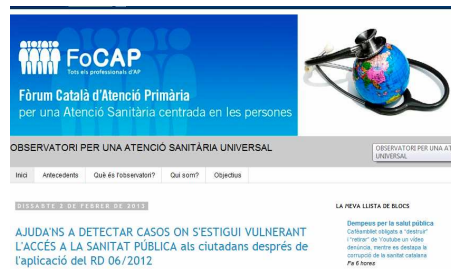 FoCAP
Tots els professionals d'AP
Fòrum Català d'Atenció Primària
per una Atenció Sanitària centrada en les persones
OBSERVATORI PER UNA ATENCIÓ SANITÀRIA UNIVERSAL
OBSERVATORI PER UNA AT
UNIVERSAL
Inici Antecedents Què és l'observatori? Qui som? Objectius
DISSABTE 2 DE FEBRER DE 2013
LA MEVA LLISTA DE BLOCS
AJUDA'NS A DETECTAR CASOS ON S'ESTIGUI VULNERANT
L'ACCÉS A LA SANITAT PÚBLICA als ciutadans després de
l'aplicació del RD 06/2012
Dempeus per la salut pública
Cafèambllet obligats a "destruir"
i "retirar" de Youtube un vídeo
denuncia, mentre es destapa la
corrupció de la sanitat catalana
Fa 6 hores